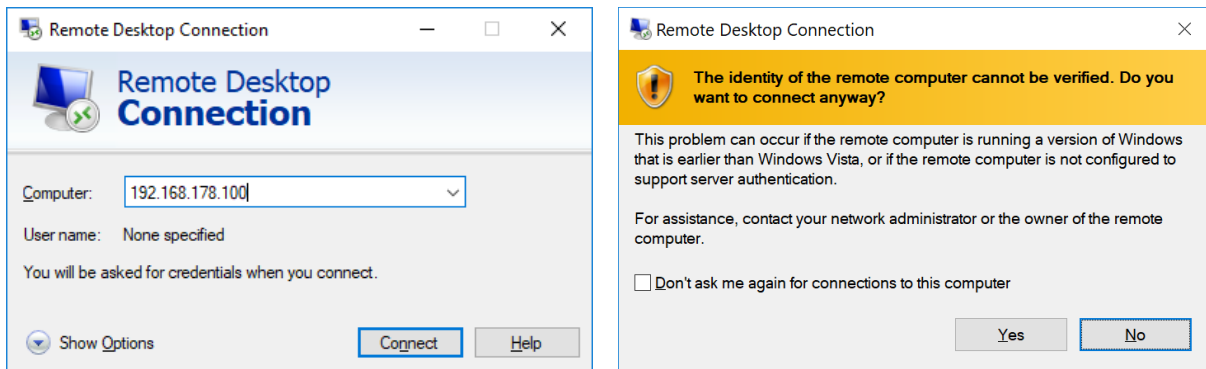 Remote Desktop Connection
Remote Desktop
Connection
Computer: 192.168.178.100
User name: None specified
You will be asked for credentials when you connect.
Show Options Connect Help
Remote Desktop Connection
The identity of the remote computer cannot be verified. Do you
want to connect anyway?
This problem can occur if the remote computer is running a version of Windows
that is earlier than Windows Vista, or if the remote computer is not configured to
support server authentication.
For assistance, contact your network administrator or the owner of the remote
computer.
Don't ask me again for connections to this computer
Yes No